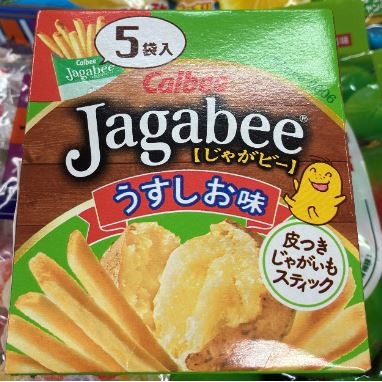 5袋入
Calbee
Jagabee
Calbee
Jagabee®
【じゃがビー】
うすしお味
皮つき
じゃがいも
スティック